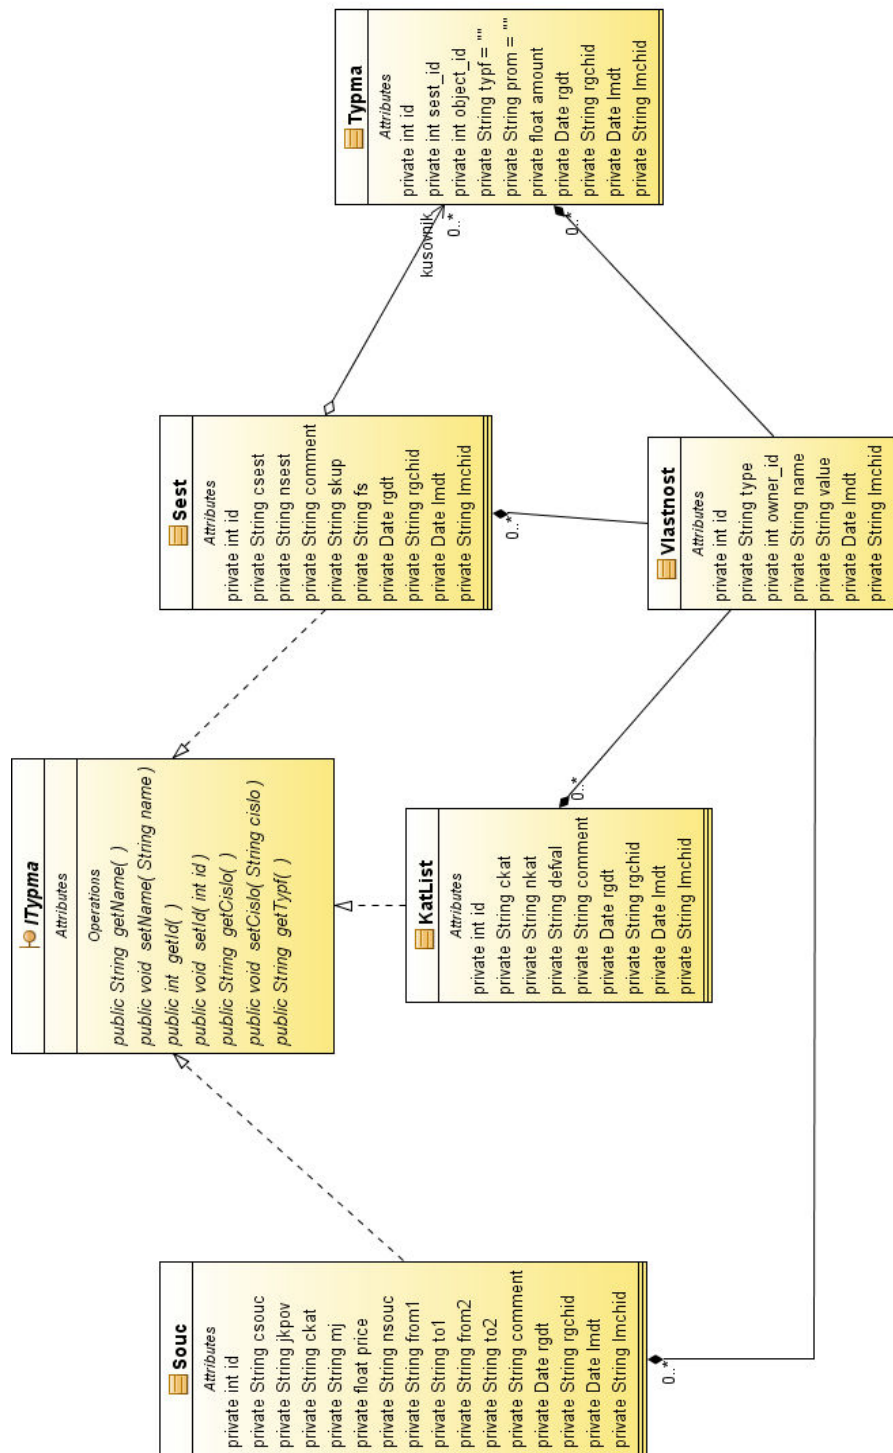 ITypma
Attributes
Operations
public String getName( )
public void setName( String name )
public int getId( )
public void setId( int id )
public String getCislo( )
public void setCislo( String cislo )
public String getTypf( )
Souc
Attributes
private int id
private String csouc
private String jkpov
private String ckat
private String mj
private float price
private String nsouc
private String from1
private String to1
private String from2
private String to2
private String comment
private Date rgdt
private String rgchid
private Date lmdt
private String lmchid
0..*
KatList
Attributes
private int id
private String ckat
private String nkat
private String defval
private String comment
private Date rgdt
private String rgchid
private Date lmdt
private String lmchid
0..*
Sest
Attributes
private int id
private String csest
private String nsest
private String comment
private String skup
private String fs
private Date rgdt
private String rgchid
private Date lmdt
private String lmchid
0..*
Typma
Attributes
private int id
private int sest_id
private int object_id
private String typf = ""
private String prom = ""
private float amount
private Date rgdt
private String rgchid
private Date lmdt
private String lmchid
kusovnik
0..*
0..*
Vlastnost
Attributes
private int id
private String type
private int owner_id
private String name
private String value
private Date lmdt
private String lmchid